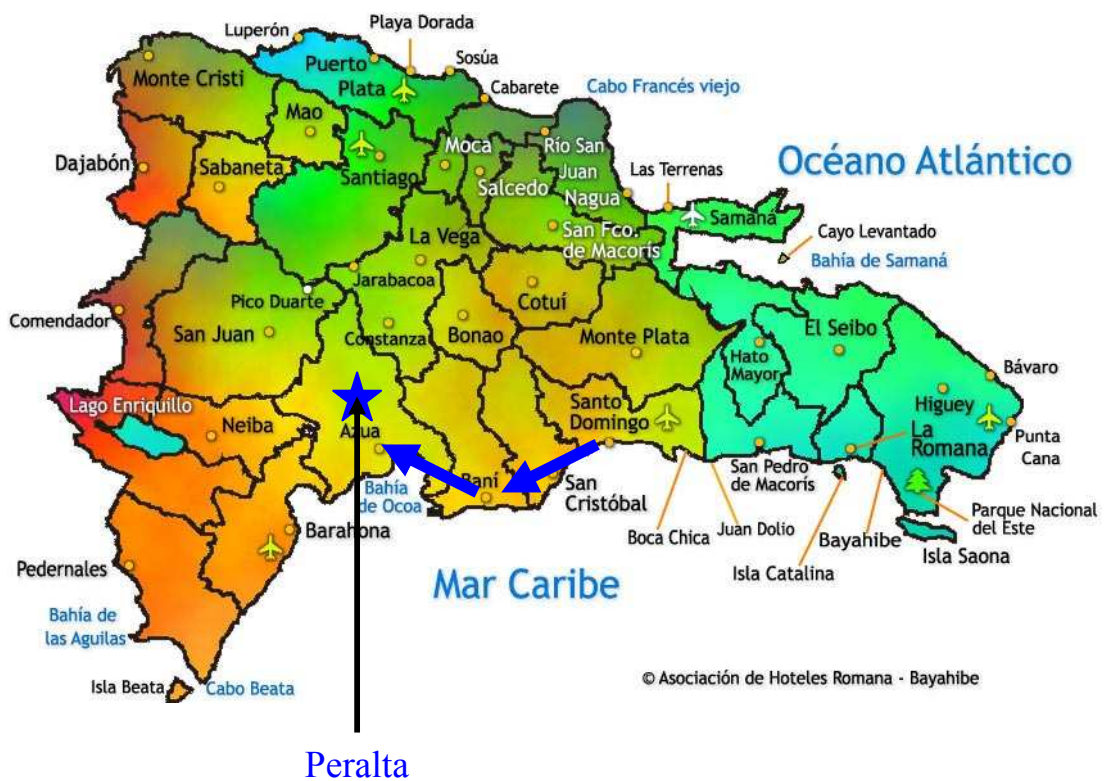 Playa Dorada
Luperón
Puerto
Plata
Sosúa
Monte Cristi
Cabarete
Cabo Francés viejo
Mao
Moca
Río San
Juan
Océano Atlántico
Dajabón
Sabaneta
Santiago
Salcedo
Las Terrenas
Nagua
Samaná
San Fco.
de Macorís
La Vega
Cayo Levantado
Bahía de Samaná
Jarabacoa
Cotuí
Pico Duarte
Comendador
San Juan
Constanza
Bonao
Monte Plata
El Seibo
Hato
Mayor
Bávaro
Lago Enriquillo
Neiba
Santo
Domingo
Higuey
Azua
La
Romana
Punta
Cana
Baní
San
Cristóbal
San Pedro
de Macorís
Bahía
de Ocoa
Barahona
Boca Chica
Juan Dolio
Bayahibe
Parque Nacional
del Este
Isla Saona
Isla Catalina
Pedernales
Mar Caribe
Bahía de
las Aguilas
Isla Beata
Cabo Beata
© Asociación de Hoteles Romana - Bayahibe
Peralta